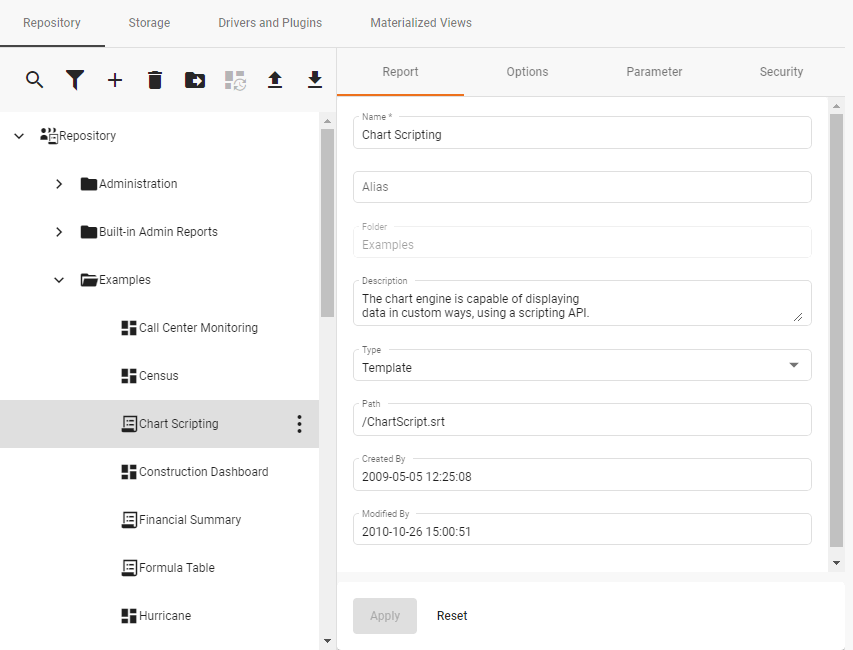 Repository Storage Drivers and Plugins Materialized Views
Report Options Parameter Security
Repository
Administration
Built-in Admin Reports
Examples
Call Center Monitoring
Census
Chart Scripting
Construction Dashboard
Financial Summary
Formula Table
Hurricane
Name *
Chart Scripting
Alias
Folder
Examples
Description
The chart engine is capable of displaying
data in custom ways, using a scripting API.
Type
Template
Path
/ChartScript.srt
Created By
2009-05-05 12:25:08
Modified By
2010-10-26 15:00:51
Apply Reset